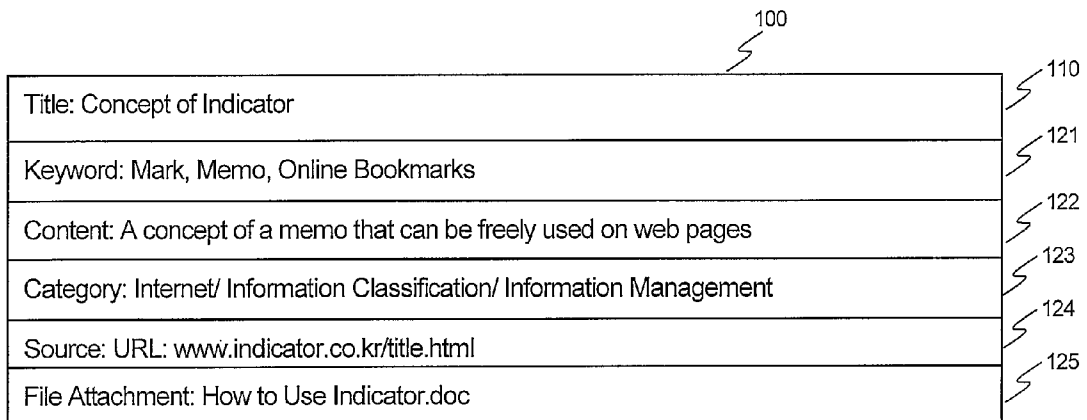 100
Title: Concept of Indicator
110
Keyword: Mark, Memo, Online Bookmarks
121
Content: A concept of a memo that can be freely used on web pages
122
Category: Internet/ Information Classification/ Information Management
123
Source: URL: www.indicator.co.kr/title.html
124
File Attachment: How to Use Indicator.doc
125